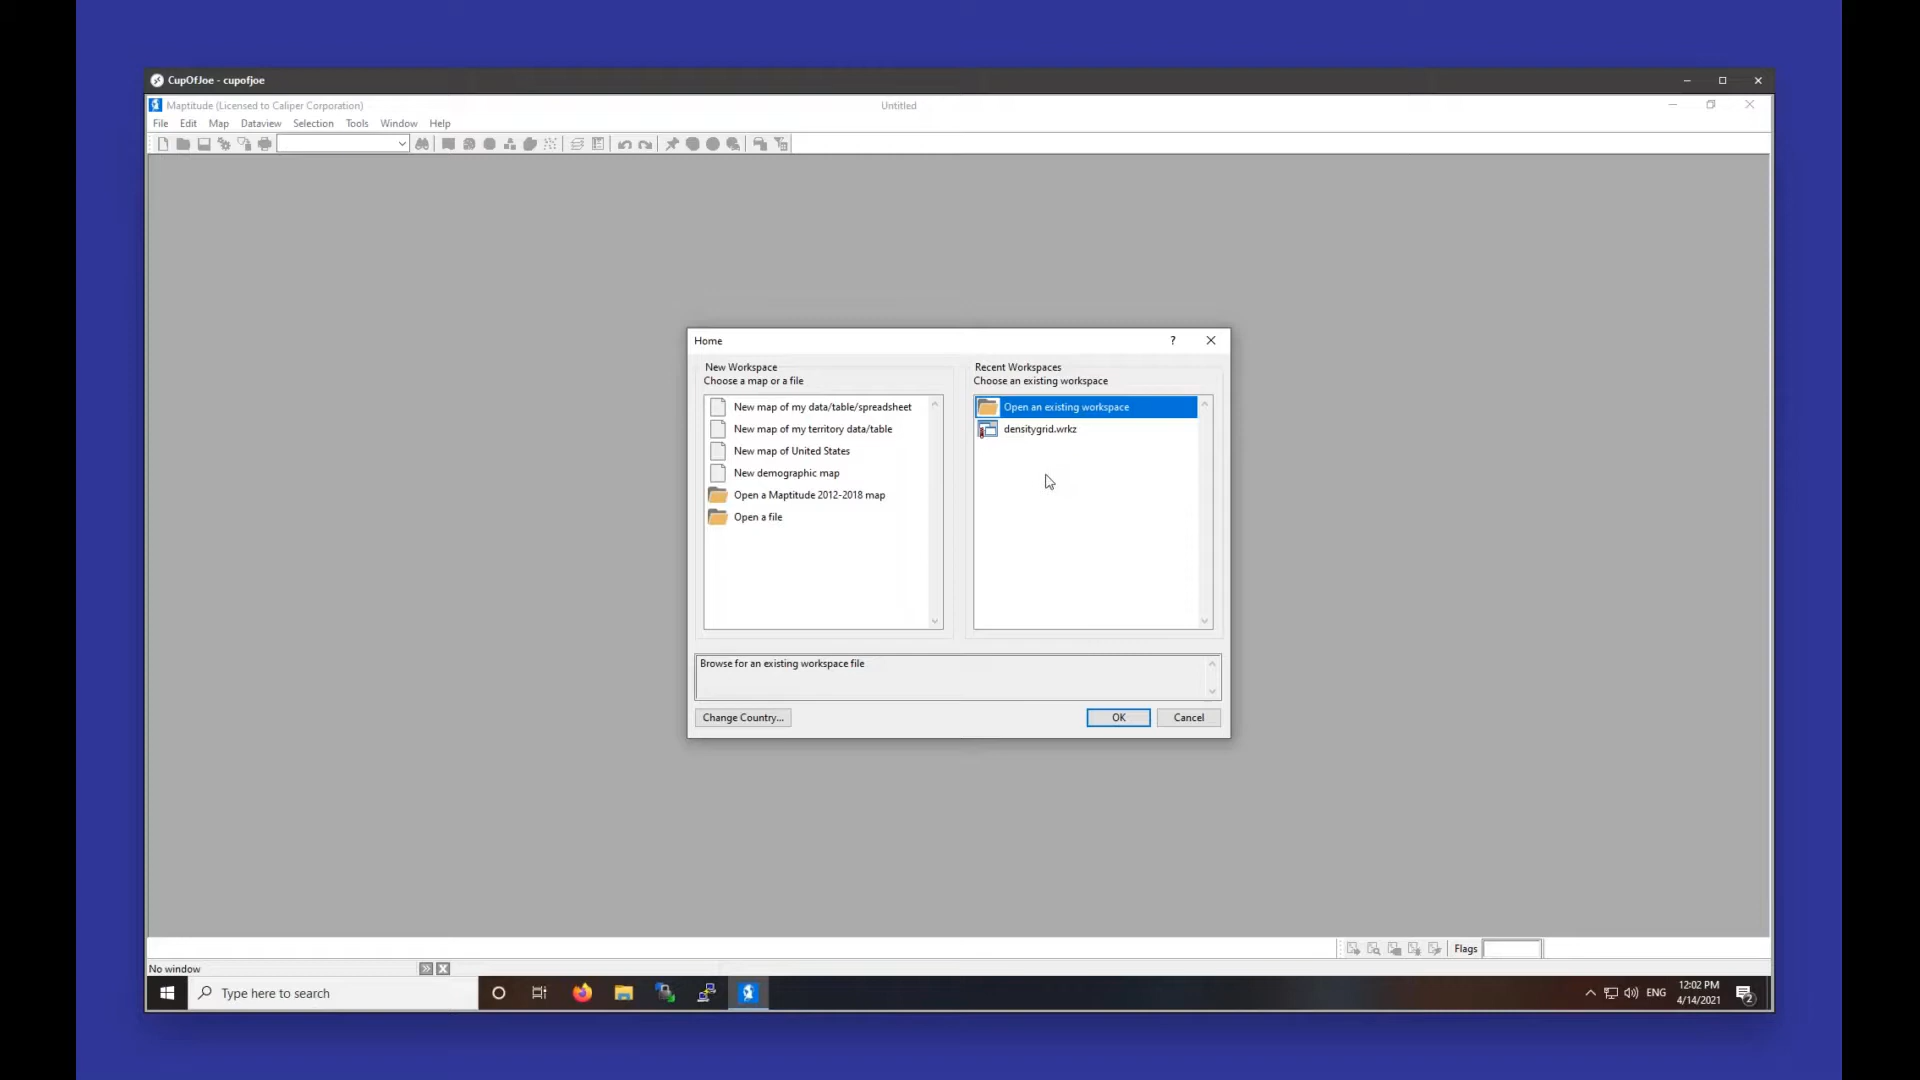 CupOfJoe - cupofjoe
Maptitude (Licensed to Caliper Corporation)
Untitled
File Edit Map Dataview Selection Tools Window Help
Home
New Workspace
Choose a map or a file
New map of my data/table/spreadsheet
New map of my territory data/table
New map of United States
New demographic map
Open a Maptitude 2012-2018 map
Open a file
Recent Workspaces
Choose an existing workspace
Open an existing workspace
densitygrid.wrkz
Browse for an existing workspace file
Change Country...
OK
Cancel
Flags
No window
Type here to search
ENG
12:02 PM
4/14/2021
2